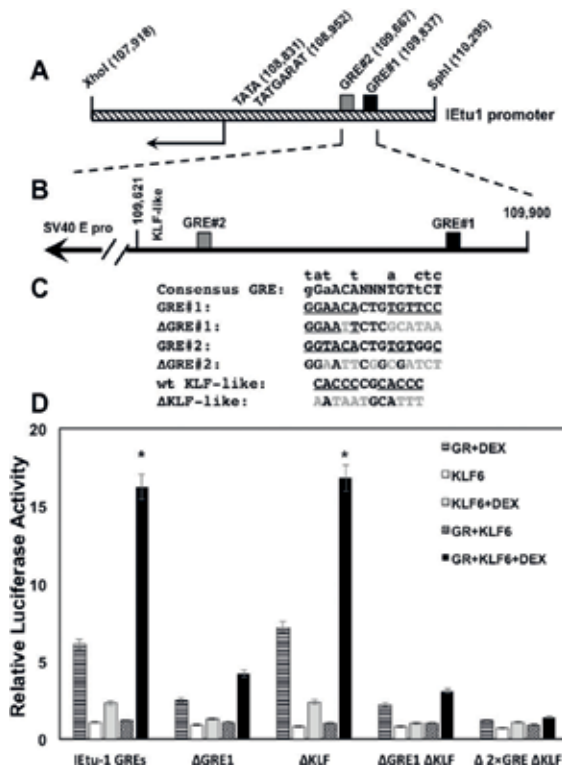 A
XhoI (107,918)
TATA (108,831)
TATGARAT (108,952)
GRE#2 (109,667)
GRE#1 (109,837)
SphI (110,295)
IEtu1 promoter
B
SV40 E pro
109,621
KLF-like
GRE#2
GRE#1
109,900
C
tat t a ctc
Consensus GRE: gGaACANNNTGTtCT
GRE#1: GGAACACTGTGTTCC
ΔGRE#1: GGAATTCTCGCATAA
GRE#2: GGTACACTGTGTGGC
ΔGRE#2: GGAATTCGGCGATCT
wt KLF-like: CACCCCGCACCC
ΔKLF-like: ATAATGCATTT
D
Relative Luciferase Activity
20
15
10
5
0
* *
GR+DEX
KLF6
KLF6+DEX
GR+KLF6
GR+KLF6+DEX
IEtu-1 GREs ΔGRE1 ΔKLF ΔGRE1 ΔKLF Δ 2×GRE ΔKLF